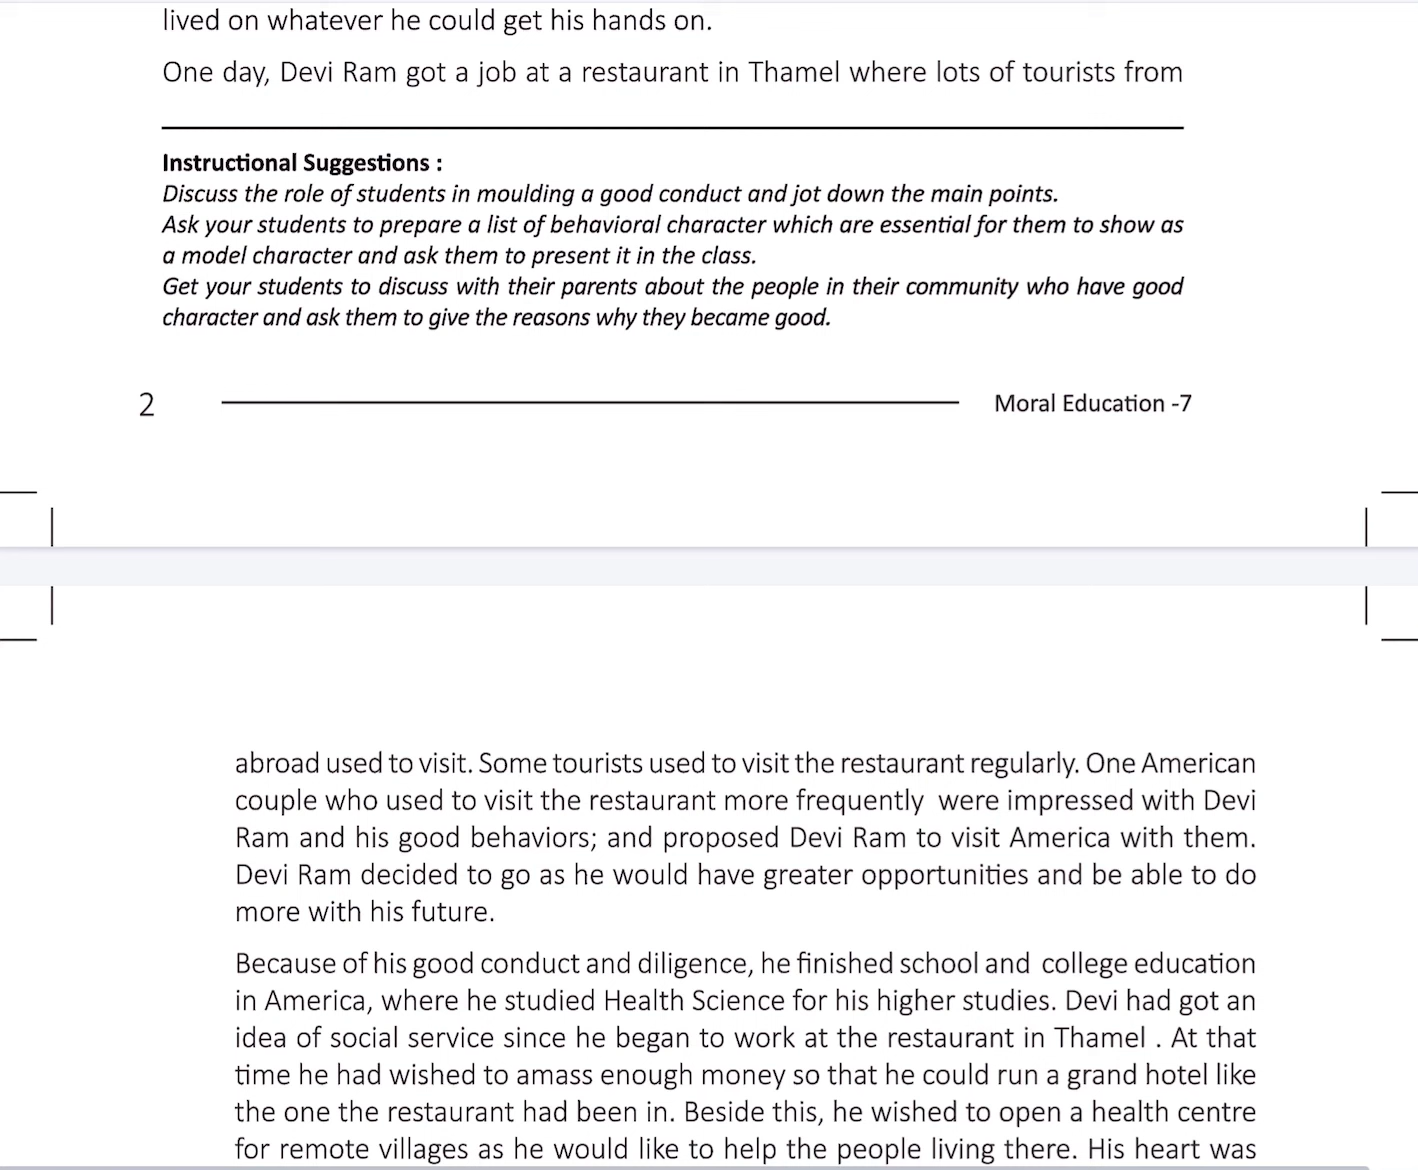 lived on whatever he could get his hands on.
One day, Devi Ram got a job at a restaurant in Thamel where lots of tourists from
Instructional Suggestions :
Discuss the role of students in moulding a good conduct and jot down the main points.
Ask your students to prepare a list of behavioral character which are essential for them to show as
a model character and ask them to present it in the class.
Get your students to discuss with their parents about the people in their community who have good
character and ask them to give the reasons why they became good.
2
Moral Education -7
abroad used to visit. Some tourists used to visit the restaurant regularly. One American
couple who used to visit the restaurant more frequently were impressed with Devi
Ram and his good behaviors; and proposed Devi Ram to visit America with them.
Devi Ram decided to go as he would have greater opportunities and be able to do
more with his future.
Because of his good conduct and diligence, he finished school and college education
in America, where he studied Health Science for his higher studies. Devi had got an
idea of social service since he began to work at the restaurant in Thamel . At that
time he had wished to amass enough money so that he could run a grand hotel like
the one the restaurant had been in. Beside this, he wished to open a health centre
for remote villages as he would like to help the people living there. His heart was